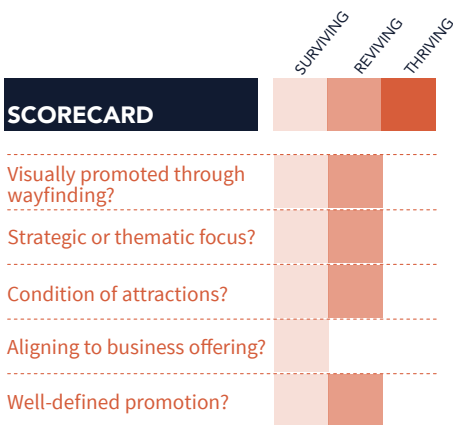 SURVIVING
REVIVING
THRIVING
SCORECARD
Visually promoted through
wayfinding?
Strategic or thematic focus?
Condition of attractions?
Aligning to business offering?
Well-defined promotion?